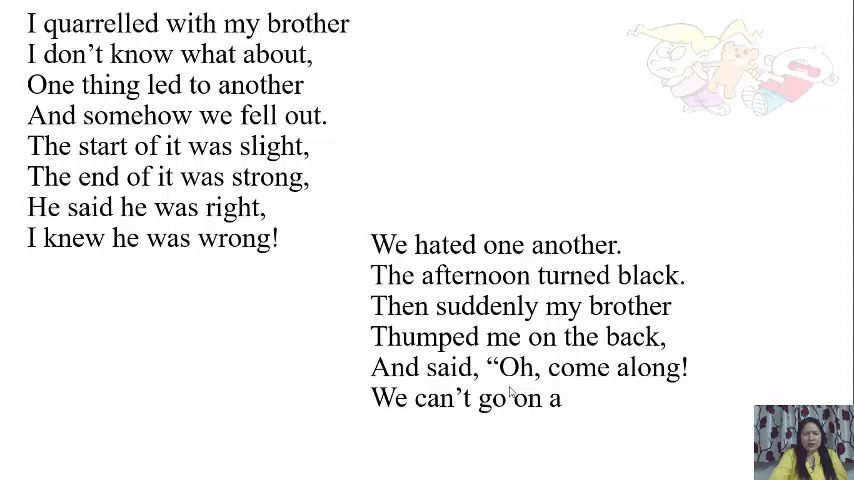 I quarrelled with my brother
I don’t know what about,
One thing led to another
And somehow we fell out.
The start of it was slight,
The end of it was strong,
He said he was right,
I knew he was wrong!
We hated one another.
The afternoon turned black.
Then suddenly my brother
Thumped me on the back,
And said, “Oh, come along!
We can’t go on a